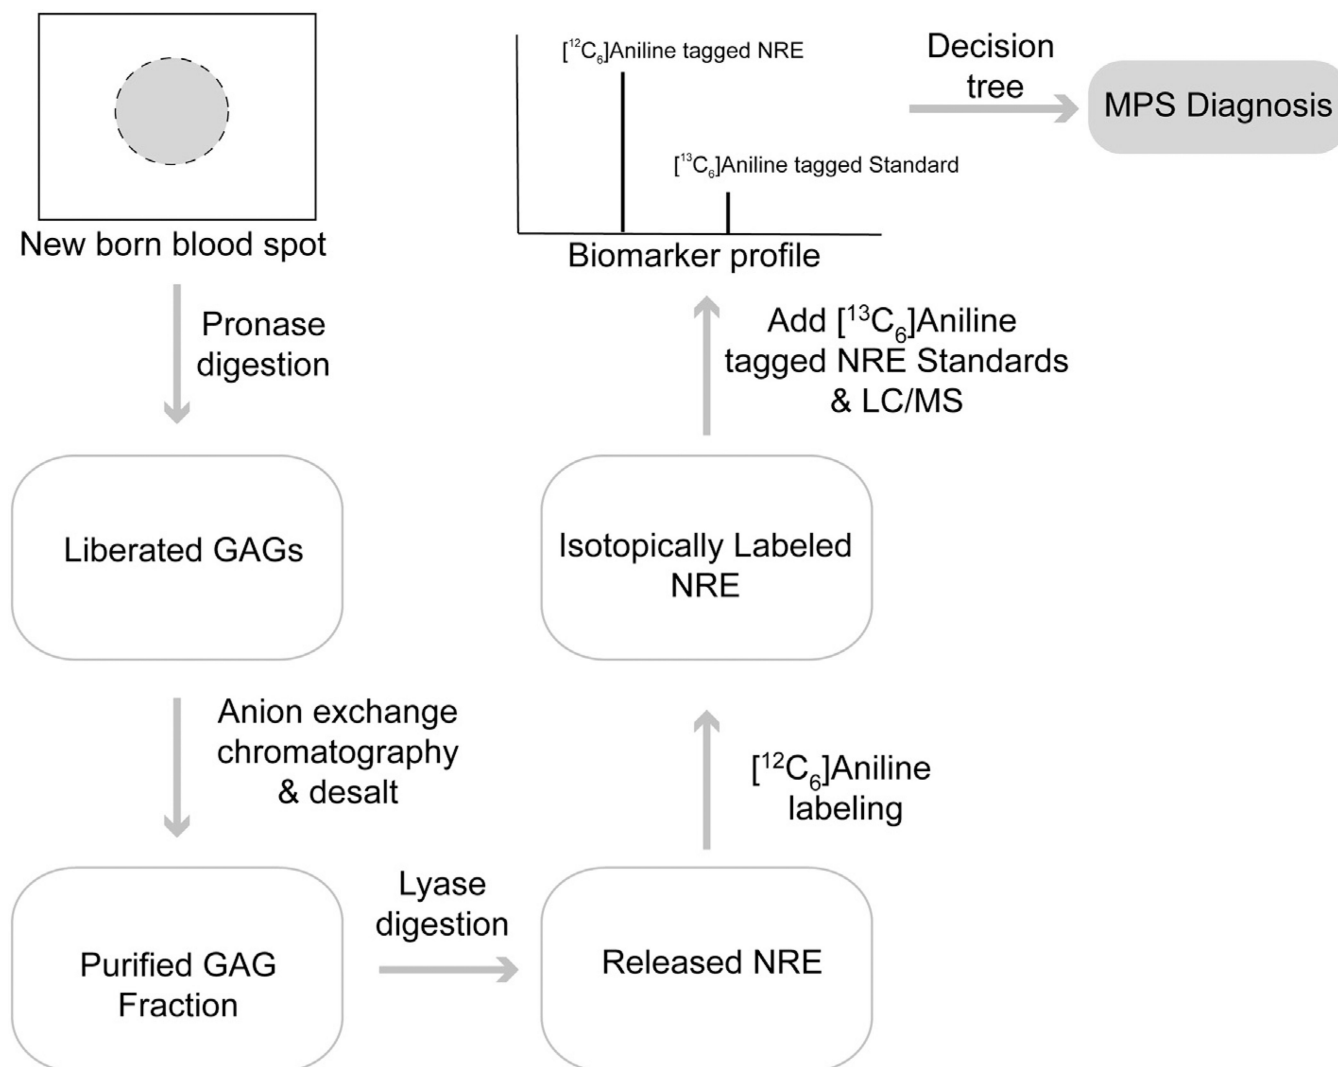 New born blood spot
Pronase
digestion
Liberated GAGs
Anion exchange
chromatography
& desalt
Purified GAG
Fraction
Lyase
digestion
Released NRE
[¹²C₆]Aniline
labeling
Isotopically Labeled
NRE
Add [¹³C₆]Aniline
tagged NRE Standards
& LC/MS
[¹²C₆]Aniline tagged NRE
[¹³C₆]Aniline tagged Standard
Biomarker profile
Decision
tree
MPS Diagnosis